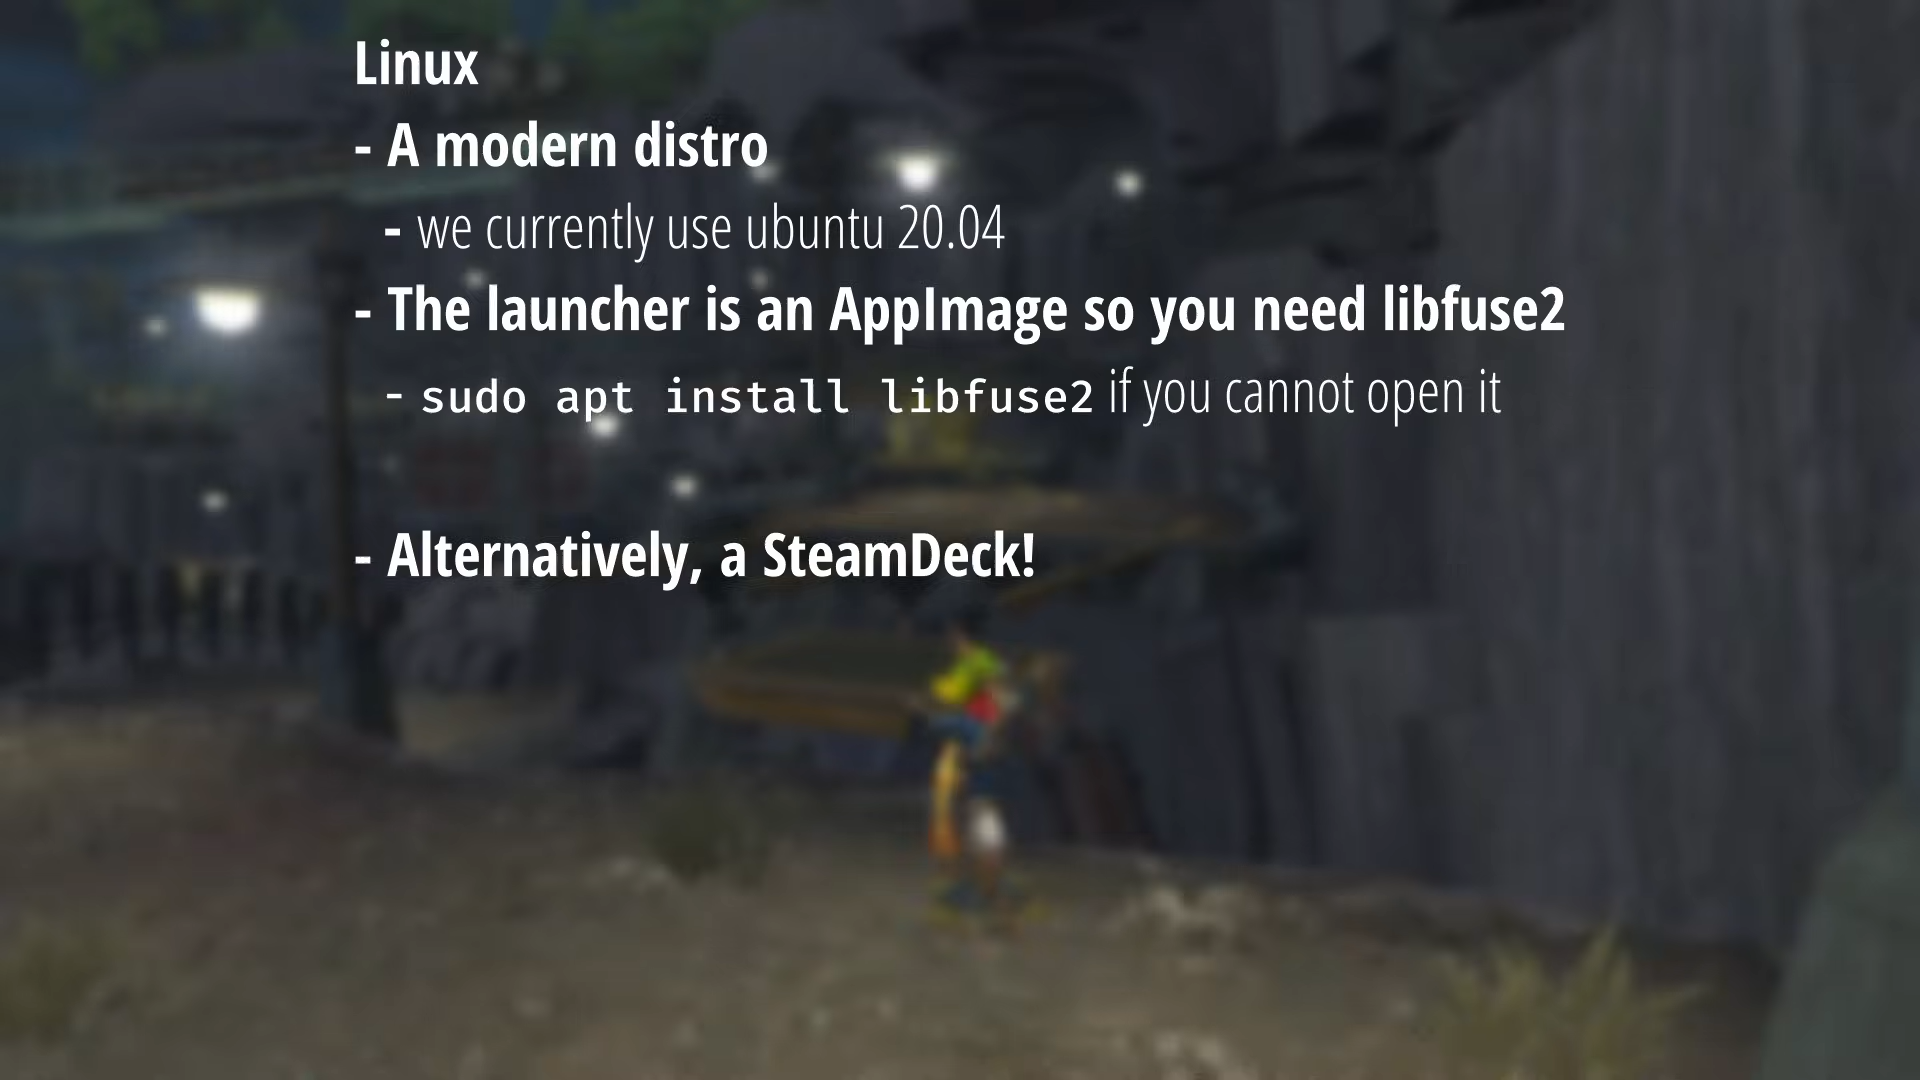 Linux
- A modern distro
- we currently use ubuntu 20.04
- The launcher is an AppImage so you need libfuse2
- sudo apt install libfuse2 if you cannot open it
- Alternatively, a SteamDeck!